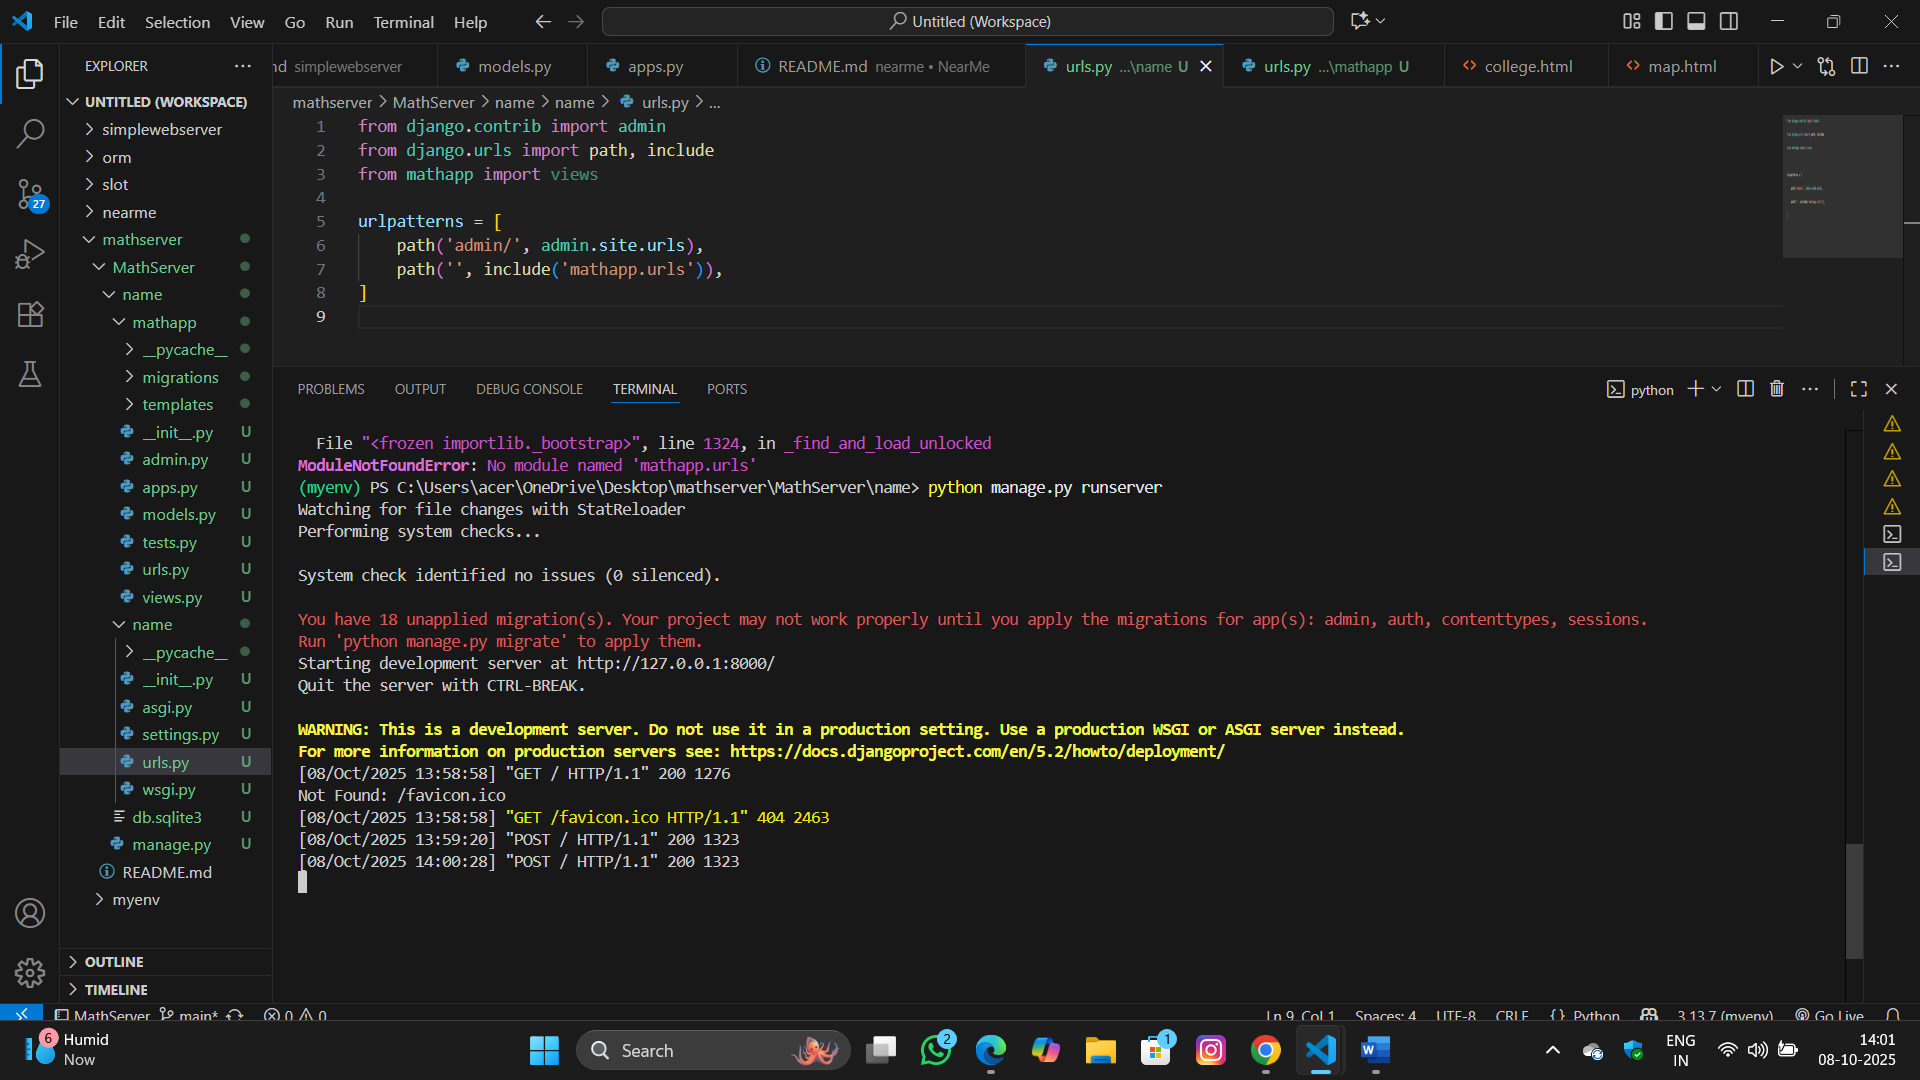 File Edit Selection View Go Run Terminal Help
Untitled (Workspace)
EXPLORER
nd simplewebserver
models.py
apps.py
README.md nearme • NearMe
urls.py ...\name U
urls.py ...\mathapp U
college.html
map.html
mathserver > MathServer > name > name > urls.py > ...
UNTITLED (WORKSPACE)
simplewebserver
orm
slot
nearme
mathserver
MathServer
name
mathapp
__pycache__
migrations
templates
__init__.py U
admin.py U
apps.py U
models.py U
tests.py U
urls.py U
views.py U
name
__pycache__
__init__.py U
asgi.py U
settings.py U
urls.py U
wsgi.py U
db.sqlite3 U
manage.py U
README.md
myenv
OUTLINE
TIMELINE
27
1 from django.contrib import admin
2 from django.urls import path, include
3 from mathapp import views
4
5 urlpatterns = [
6 path('admin/', admin.site.urls),
7 path('', include('mathapp.urls')),
8 ]
9
PROBLEMS OUTPUT DEBUG CONSOLE TERMINAL PORTS
python
File "<frozen importlib._bootstrap>", line 1324, in _find_and_load_unlocked
ModuleNotFoundError: No module named 'mathapp.urls'
(myenv) PS C:\Users\acer\OneDrive\Desktop\mathserver\MathServer\name> python manage.py runserver
Watching for file changes with StatReloader
Performing system checks...
System check identified no issues (0 silenced).
You have 18 unapplied migration(s). Your project may not work properly until you apply the migrations for app(s): admin, auth, contenttypes, sessions.
Run 'python manage.py migrate' to apply them.
Starting development server at http://127.0.0.1:8000/
Quit the server with CTRL-BREAK.
WARNING: This is a development server. Do not use it in a production setting. Use a production WSGI or ASGI server instead.
For more information on production servers see: https://docs.djangoproject.com/en/5.2/howto/deployment/
[08/Oct/2025 13:58:58] "GET / HTTP/1.1" 200 1276
Not Found: /favicon.ico
[08/Oct/2025 13:58:58] "GET /favicon.ico HTTP/1.1" 404 2463
[08/Oct/2025 13:59:20] "POST / HTTP/1.1" 200 1323
[08/Oct/2025 14:00:28] "POST / HTTP/1.1" 200 1323
MathServer main* 0 0
Ln 9, Col 1 Spaces: 4 UTF-8 CRLF {} Python 3.13.7 (myenv) Go Live
6
Humid
Now
Search
2
1
ENG
IN
14:01
08-10-2025